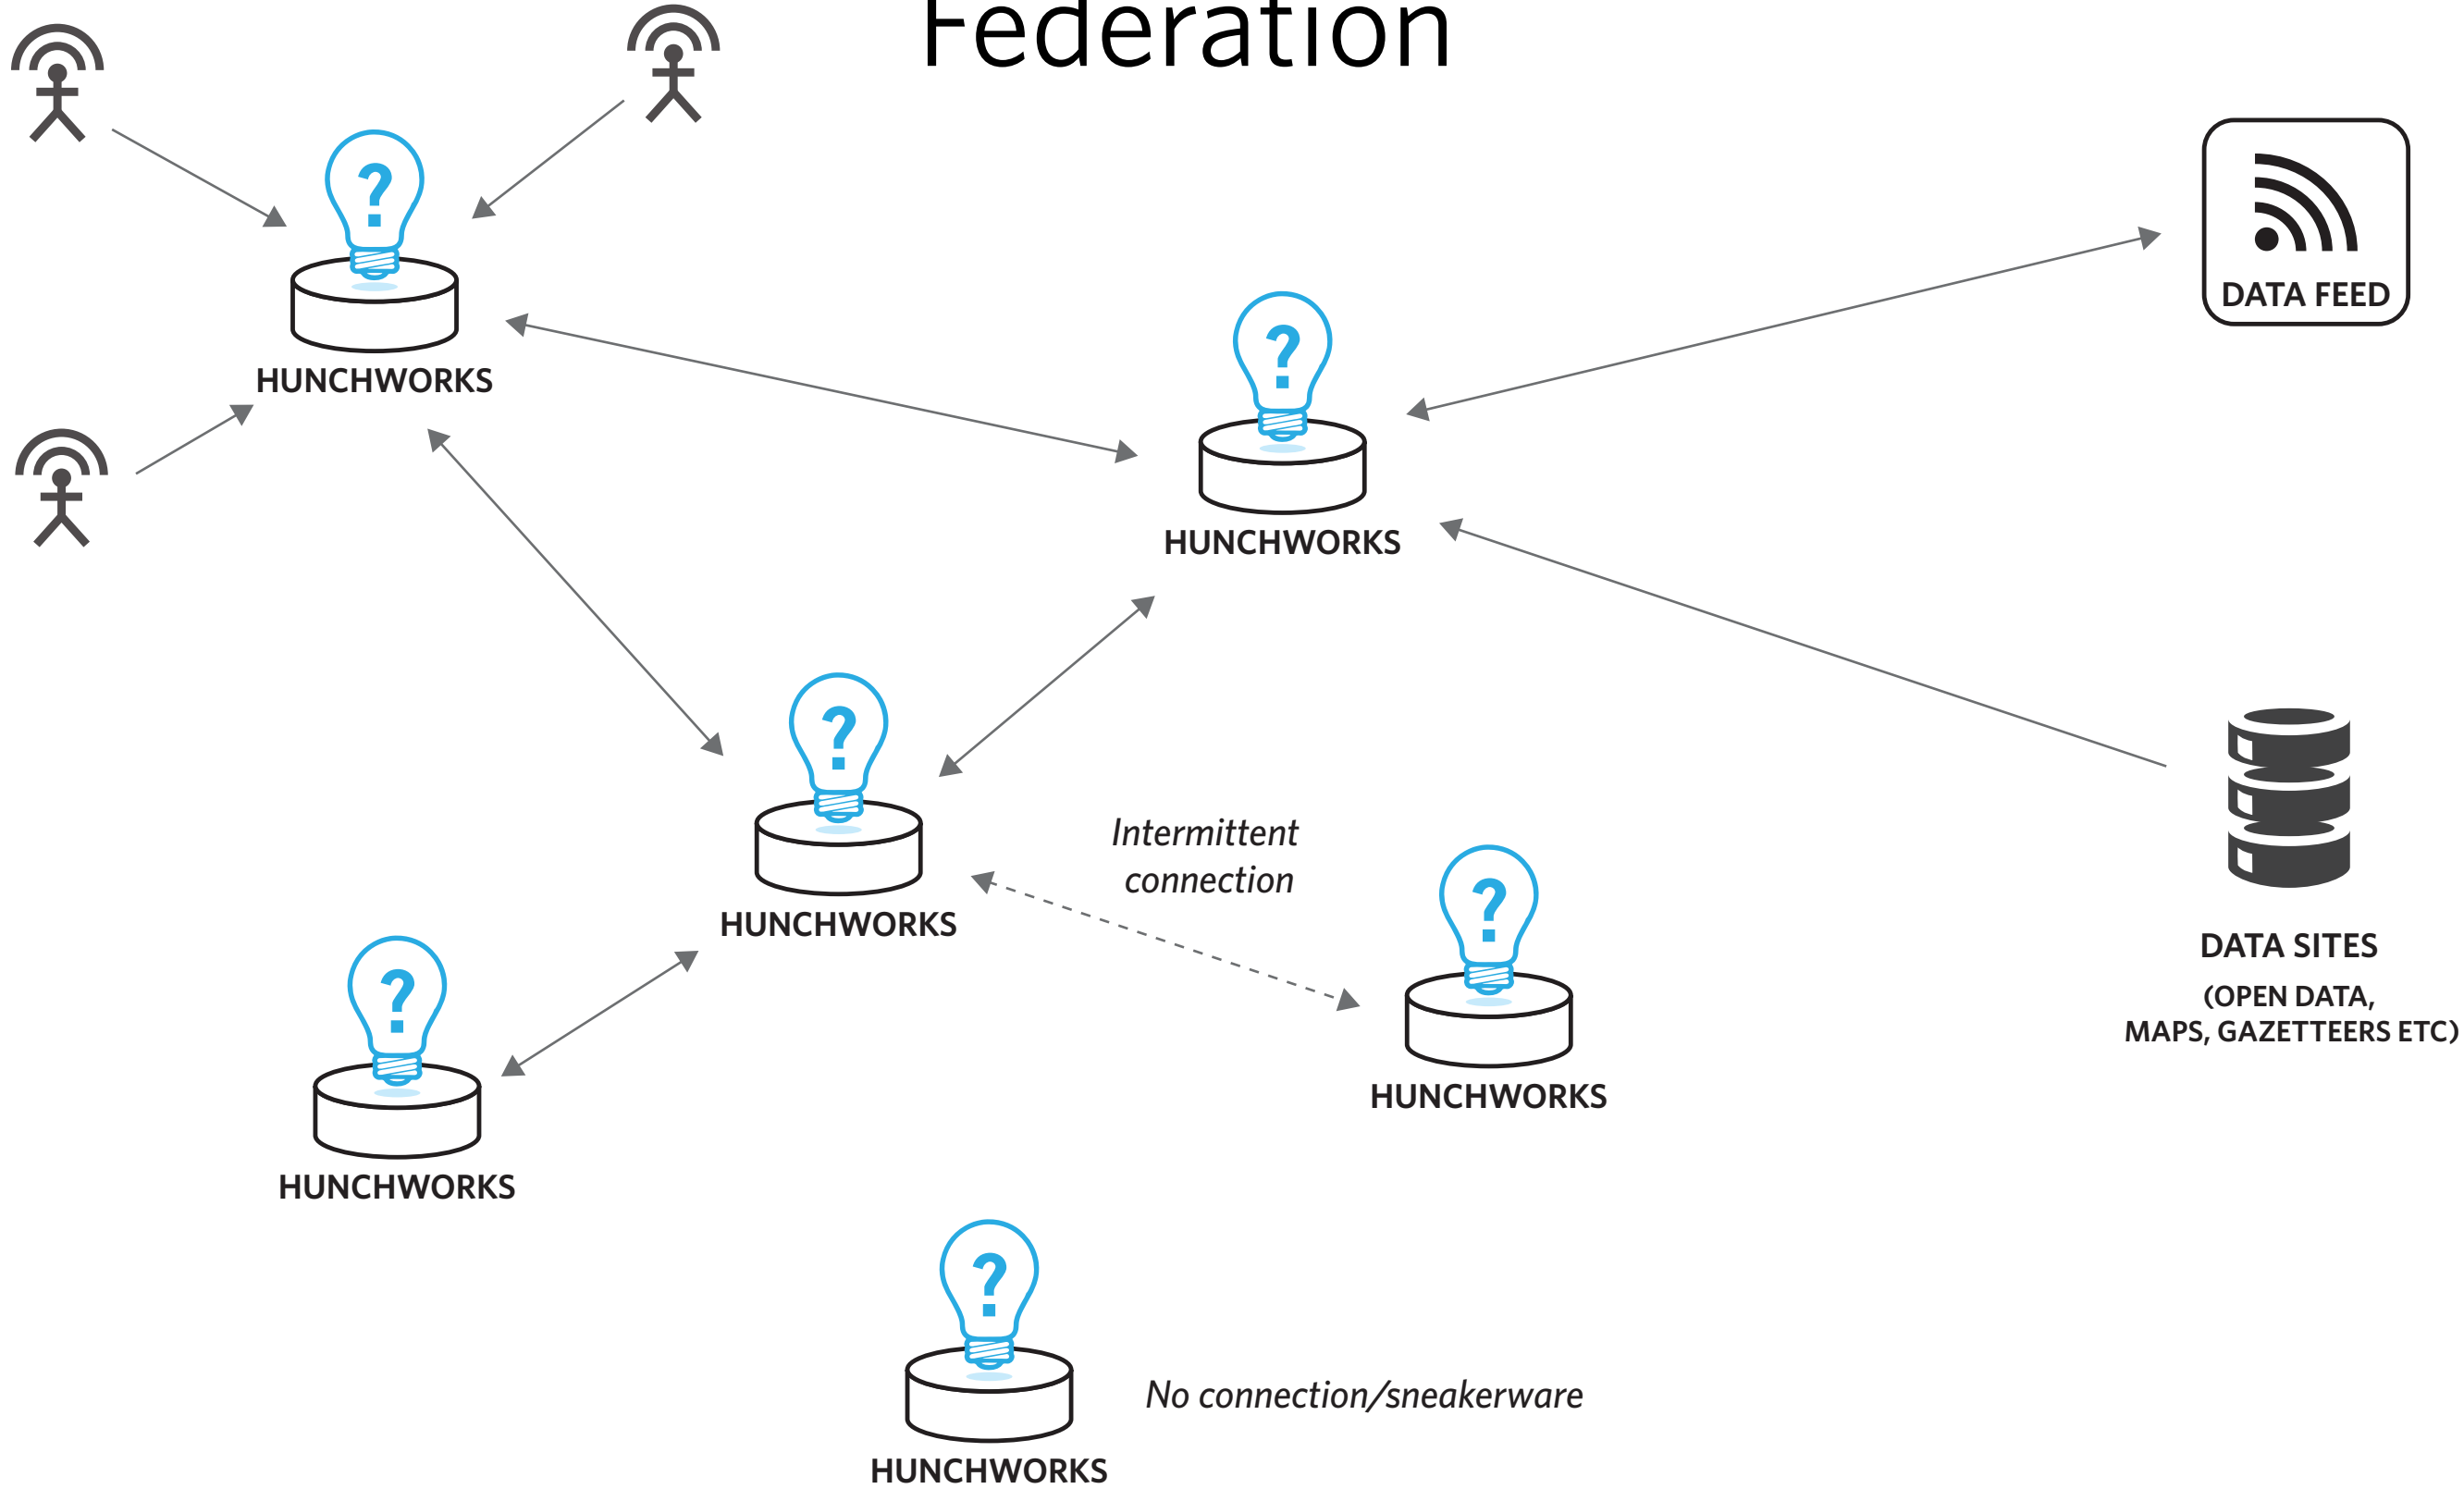 Federation
DATA FEED
HUNCHWORKS
HUNCHWORKS
Intermittent
connection
HUNCHWORKS
DATA SITES
(OPEN DATA,
MAPS, GAZETTEERS ETC)
HUNCHWORKS
HUNCHWORKS
No connection/sneakerware
HUNCHWORKS